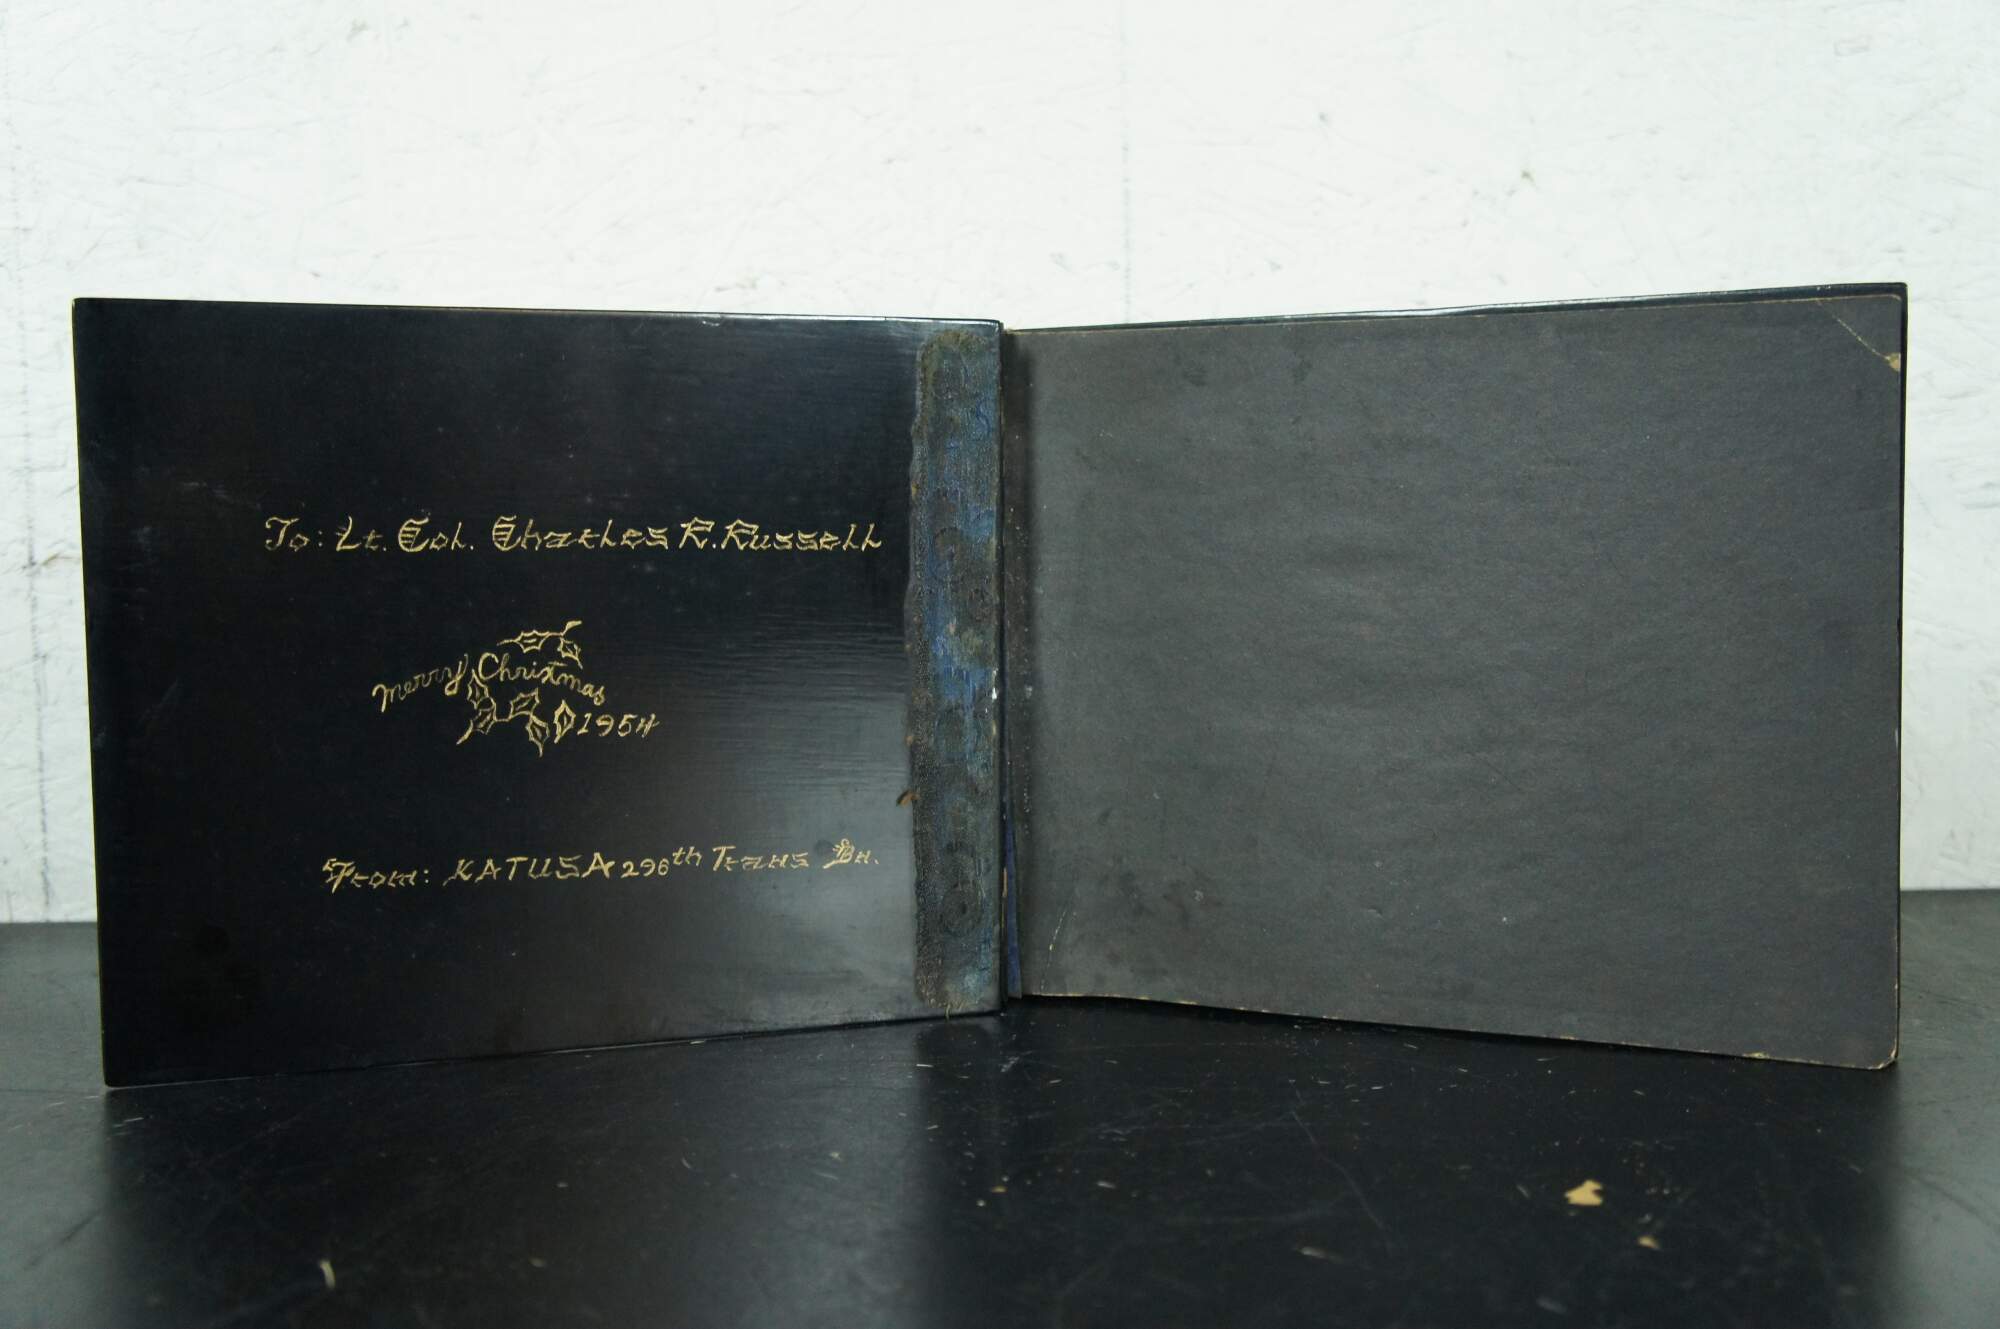 To: Lt. Col. Charles R. Russell
Merry Christmas
1954
From: KATUSA 296th Trans Bn.